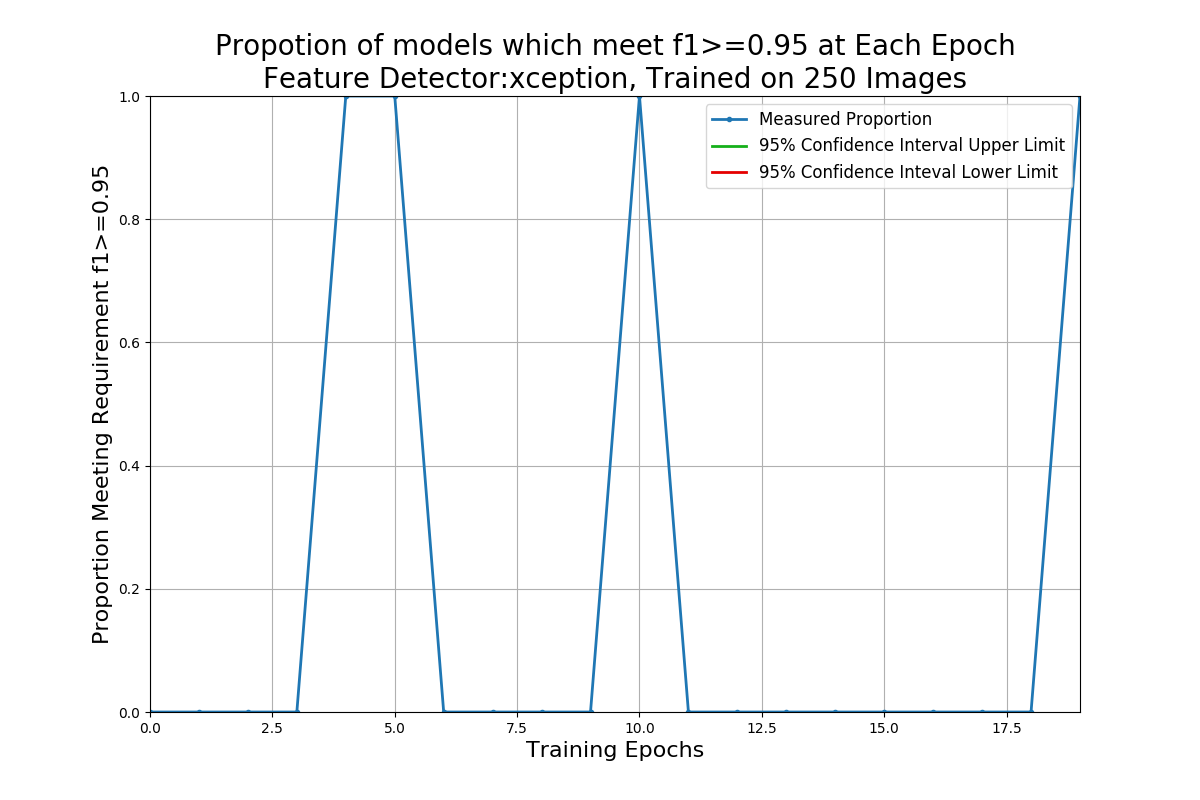 Propotion of models which meet f1>=0.95 at Each Epoch
Feature Detector:xception, Trained on 250 Images
Measured Proportion
95% Confidence Interval Upper Limit
95% Confidence Inteval Lower Limit
Proportion Meeting Requirement f1>=0.95
1.0
0.8
0.6
0.4
0.2
0.0
0.0 2.5 5.0 7.5 10.0 12.5 15.0 17.5
Training Epochs